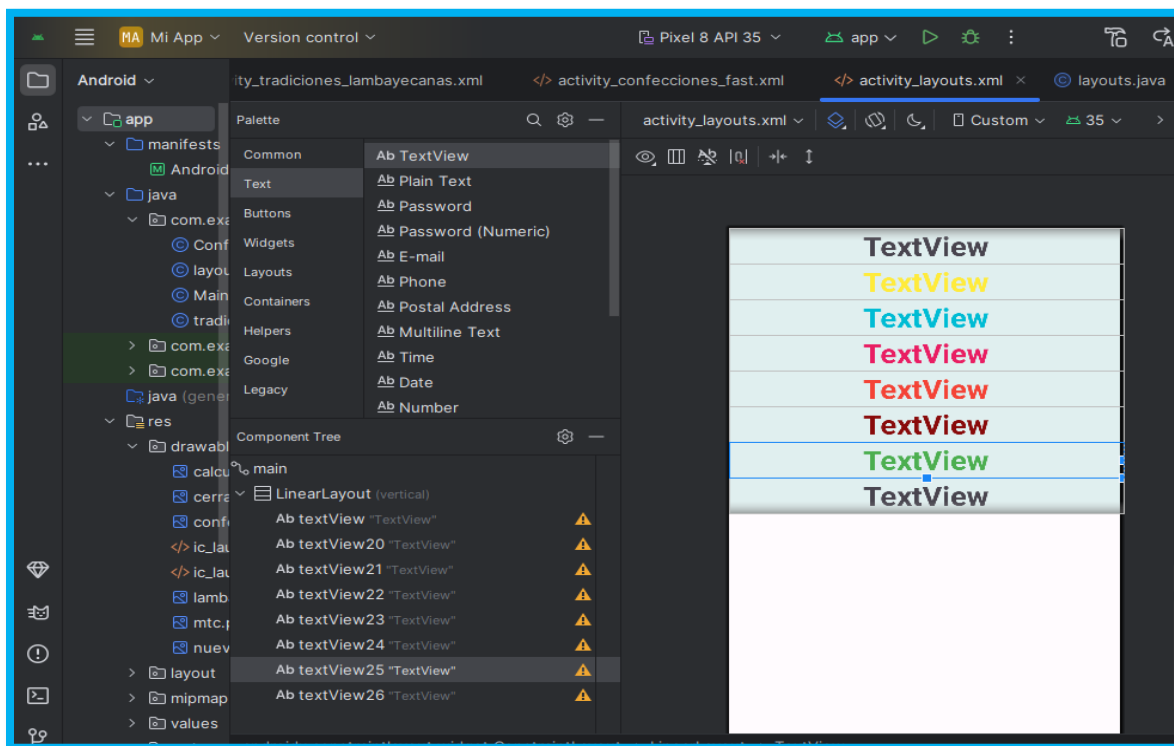 MA Mi App Version control Pixel 8 API 35 app
Android ity_tradiciones_lambayecanas.xml </> activity_confecciones_fast.xml </> activity_layouts.xml × © layouts.java
app
manifests
M Android
java
com.exa
Conf
layou
Main
tradi
com.exa
com.exa
java (gener
res
drawabl
calcu
cerra
conf
</> ic_lau
</> ic_lau
lamb
mtc.p
nuev
layout
mipmap
values
Palette
Common
Text
Buttons
Widgets
Layouts
Containers
Helpers
Google
Legacy
Ab TextView
Ab Plain Text
Ab Password
Ab Password (Numeric)
Ab E-mail
Ab Phone
Ab Postal Address
Ab Multiline Text
Ab Time
Ab Date
Ab Number
Component Tree
main
LinearLayout (vertical)
Ab textView "TextView"
Ab textView20 "TextView"
Ab textView21 "TextView"
Ab textView22 "TextView"
Ab textView23 "TextView"
Ab textView24 "TextView"
Ab textView25 "TextView"
Ab textView26 "TextView"
activity_layouts.xml Custom 35
TextView
TextView
TextView
TextView
TextView
TextView
TextView
TextView